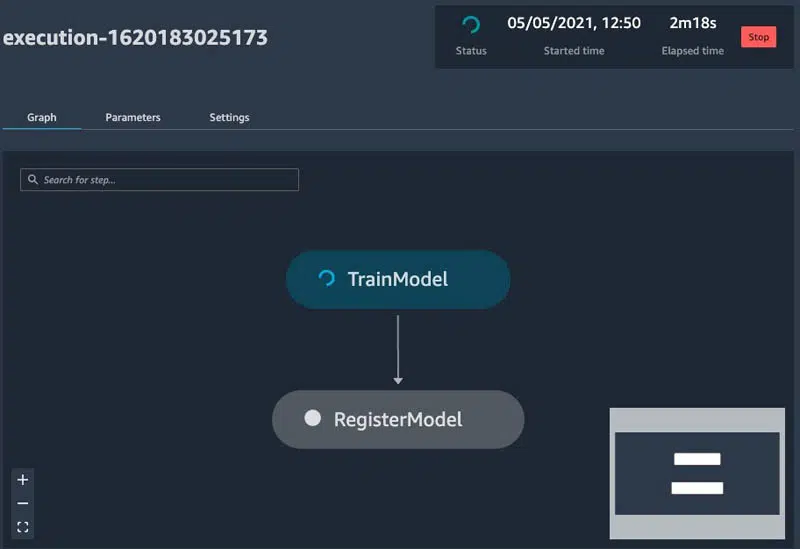 execution-1620183025173
05/05/2021, 12:50
2m18s
Stop
Status
Started time
Elapsed time
Graph
Parameters
Settings
Search for step...
TrainModel
RegisterModel